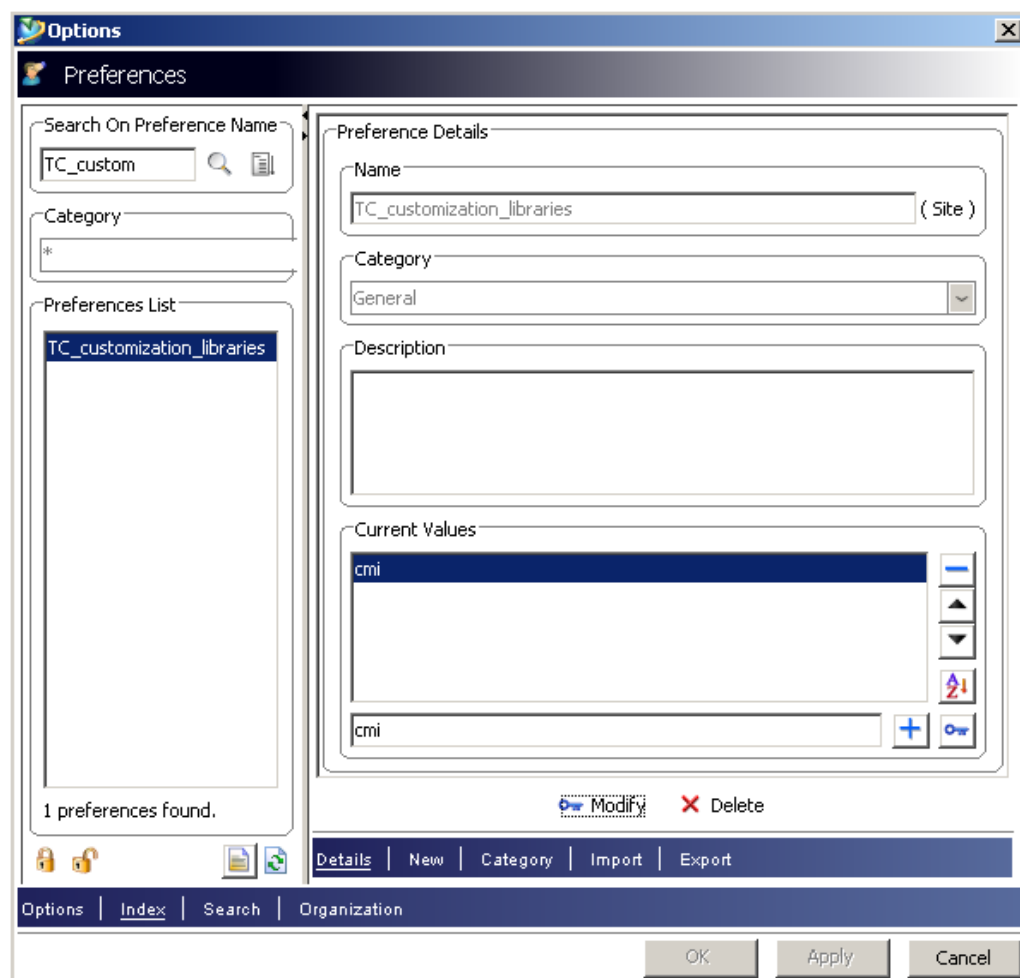 Options
Preferences
Search On Preference Name
TC_custom
Category
*
Preferences List
TC_customization_libraries
1 preferences found.
Preference Details
Name
TC_customization_libraries ( Site )
Category
General
Description
Current Values
cmi
cmi
Modify Delete
Details | New | Category | Import | Export
Options | Index | Search | Organization
OK Apply Cancel